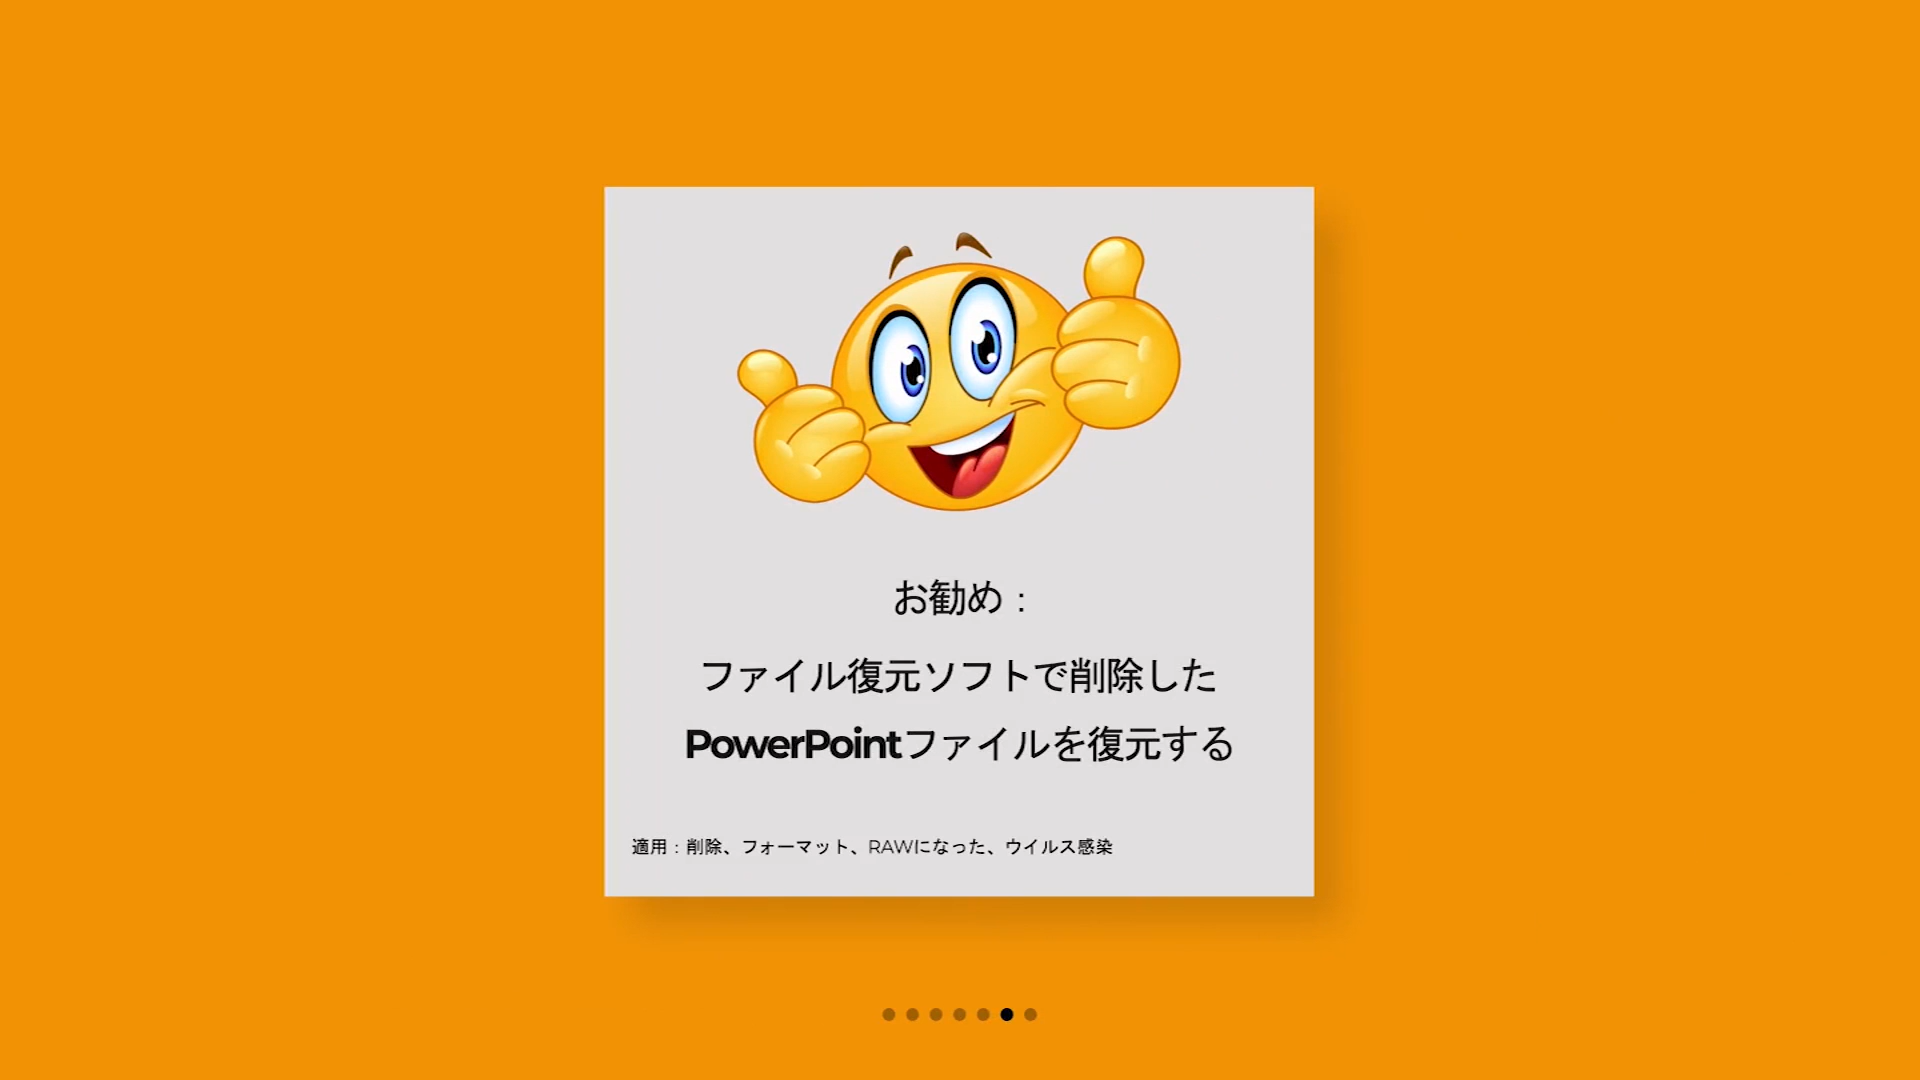 お勧め：
ファイル復元ソフトで削除した
PowerPointファイルを復元する
適用：削除、フォーマット、RAWになった、ウイルス感染